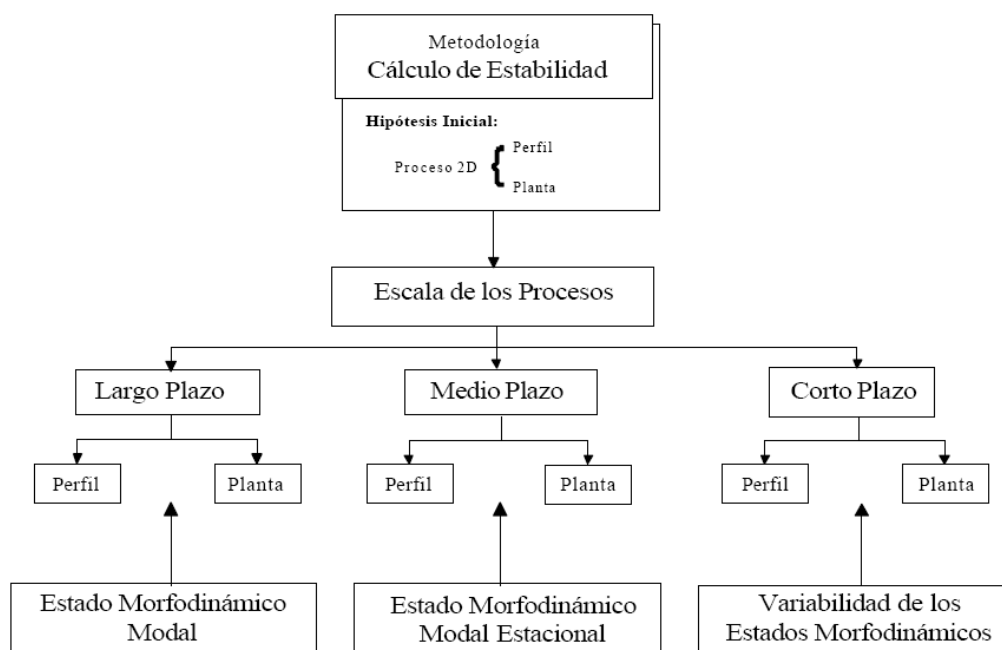 Metodología
Cálculo de Estabilidad
Hipótesis Inicial:
Proceso 2D {
Perfil
Planta
Escala de los Procesos
Largo Plazo
Medio Plazo
Corto Plazo
Perfil
Planta
Perfil
Planta
Perfil
Planta
Estado Morfodinámico
Modal
Estado Morfodinámico
Modal Estacional
Variabilidad de los
Estados Morfodinámicos